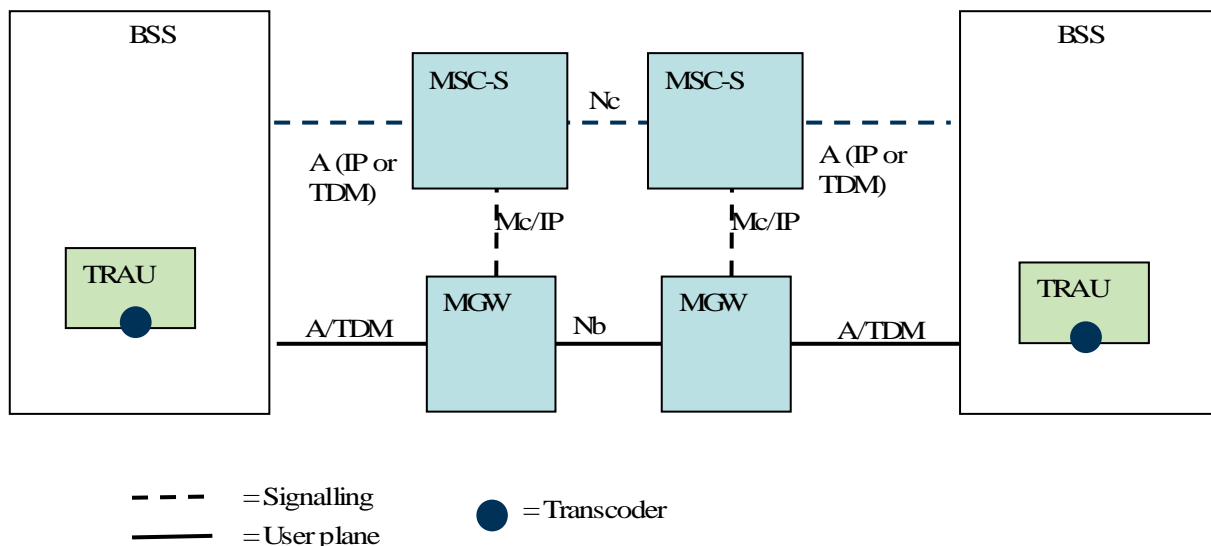 BSS
BSS
MSC-S
MSC-S
Nc
A (IP or
TDM)
A (IP or
TDM)
Mc/IP
Mc/IP
TRAU
TRAU
MGW
MGW
A/TDM
Nb
A/TDM
= Signalling
= Transcoder
= User plane